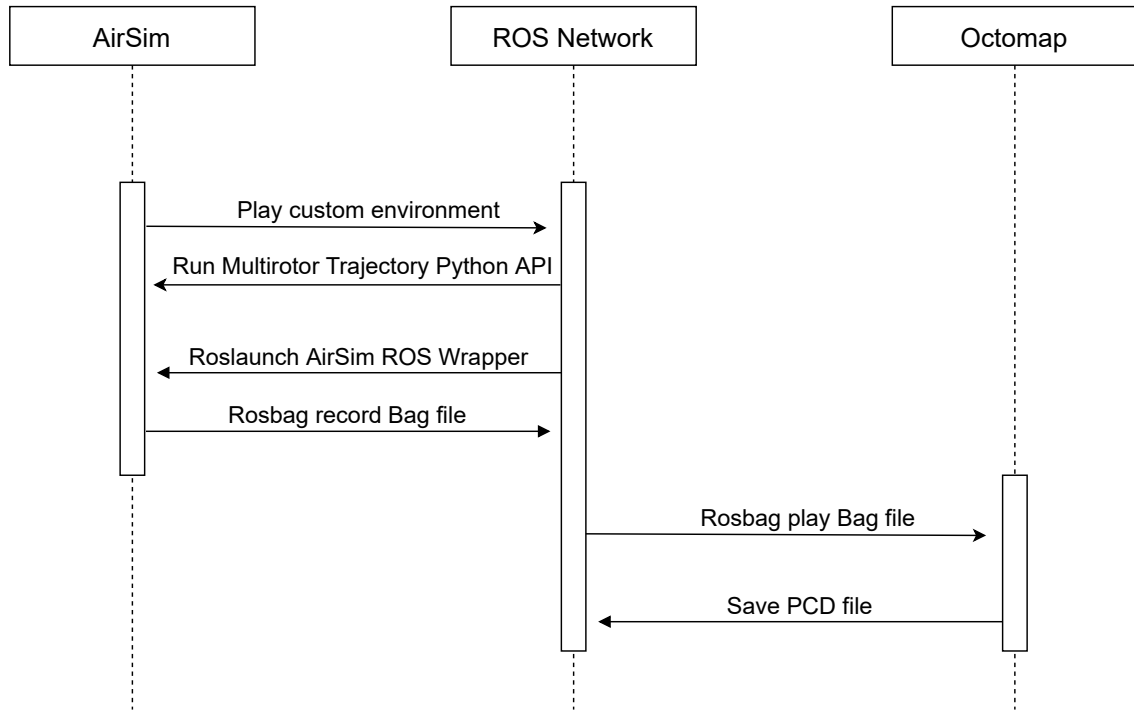 AirSim
ROS Network
Octomap
Play custom environment
Run Multirotor Trajectory Python API
Roslaunch AirSim ROS Wrapper
Rosbag record Bag file
Rosbag play Bag file
Save PCD file